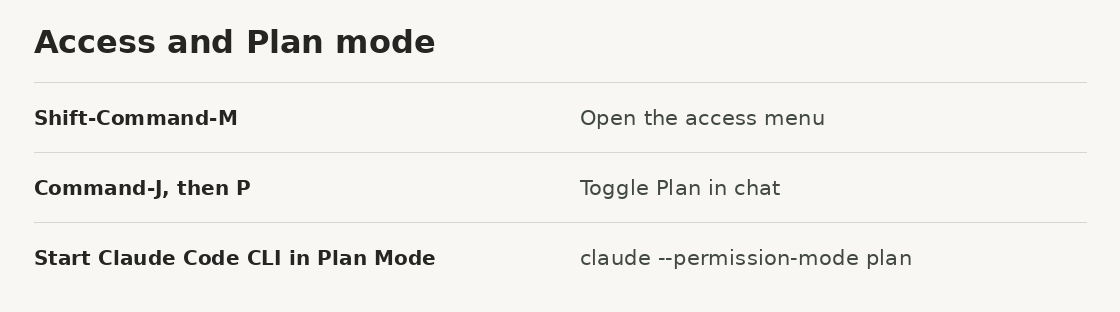 Access and Plan mode
Shift-Command-M Open the access menu
Command-J, then P Toggle Plan in chat
Start Claude Code CLI in Plan Mode claude --permission-mode plan